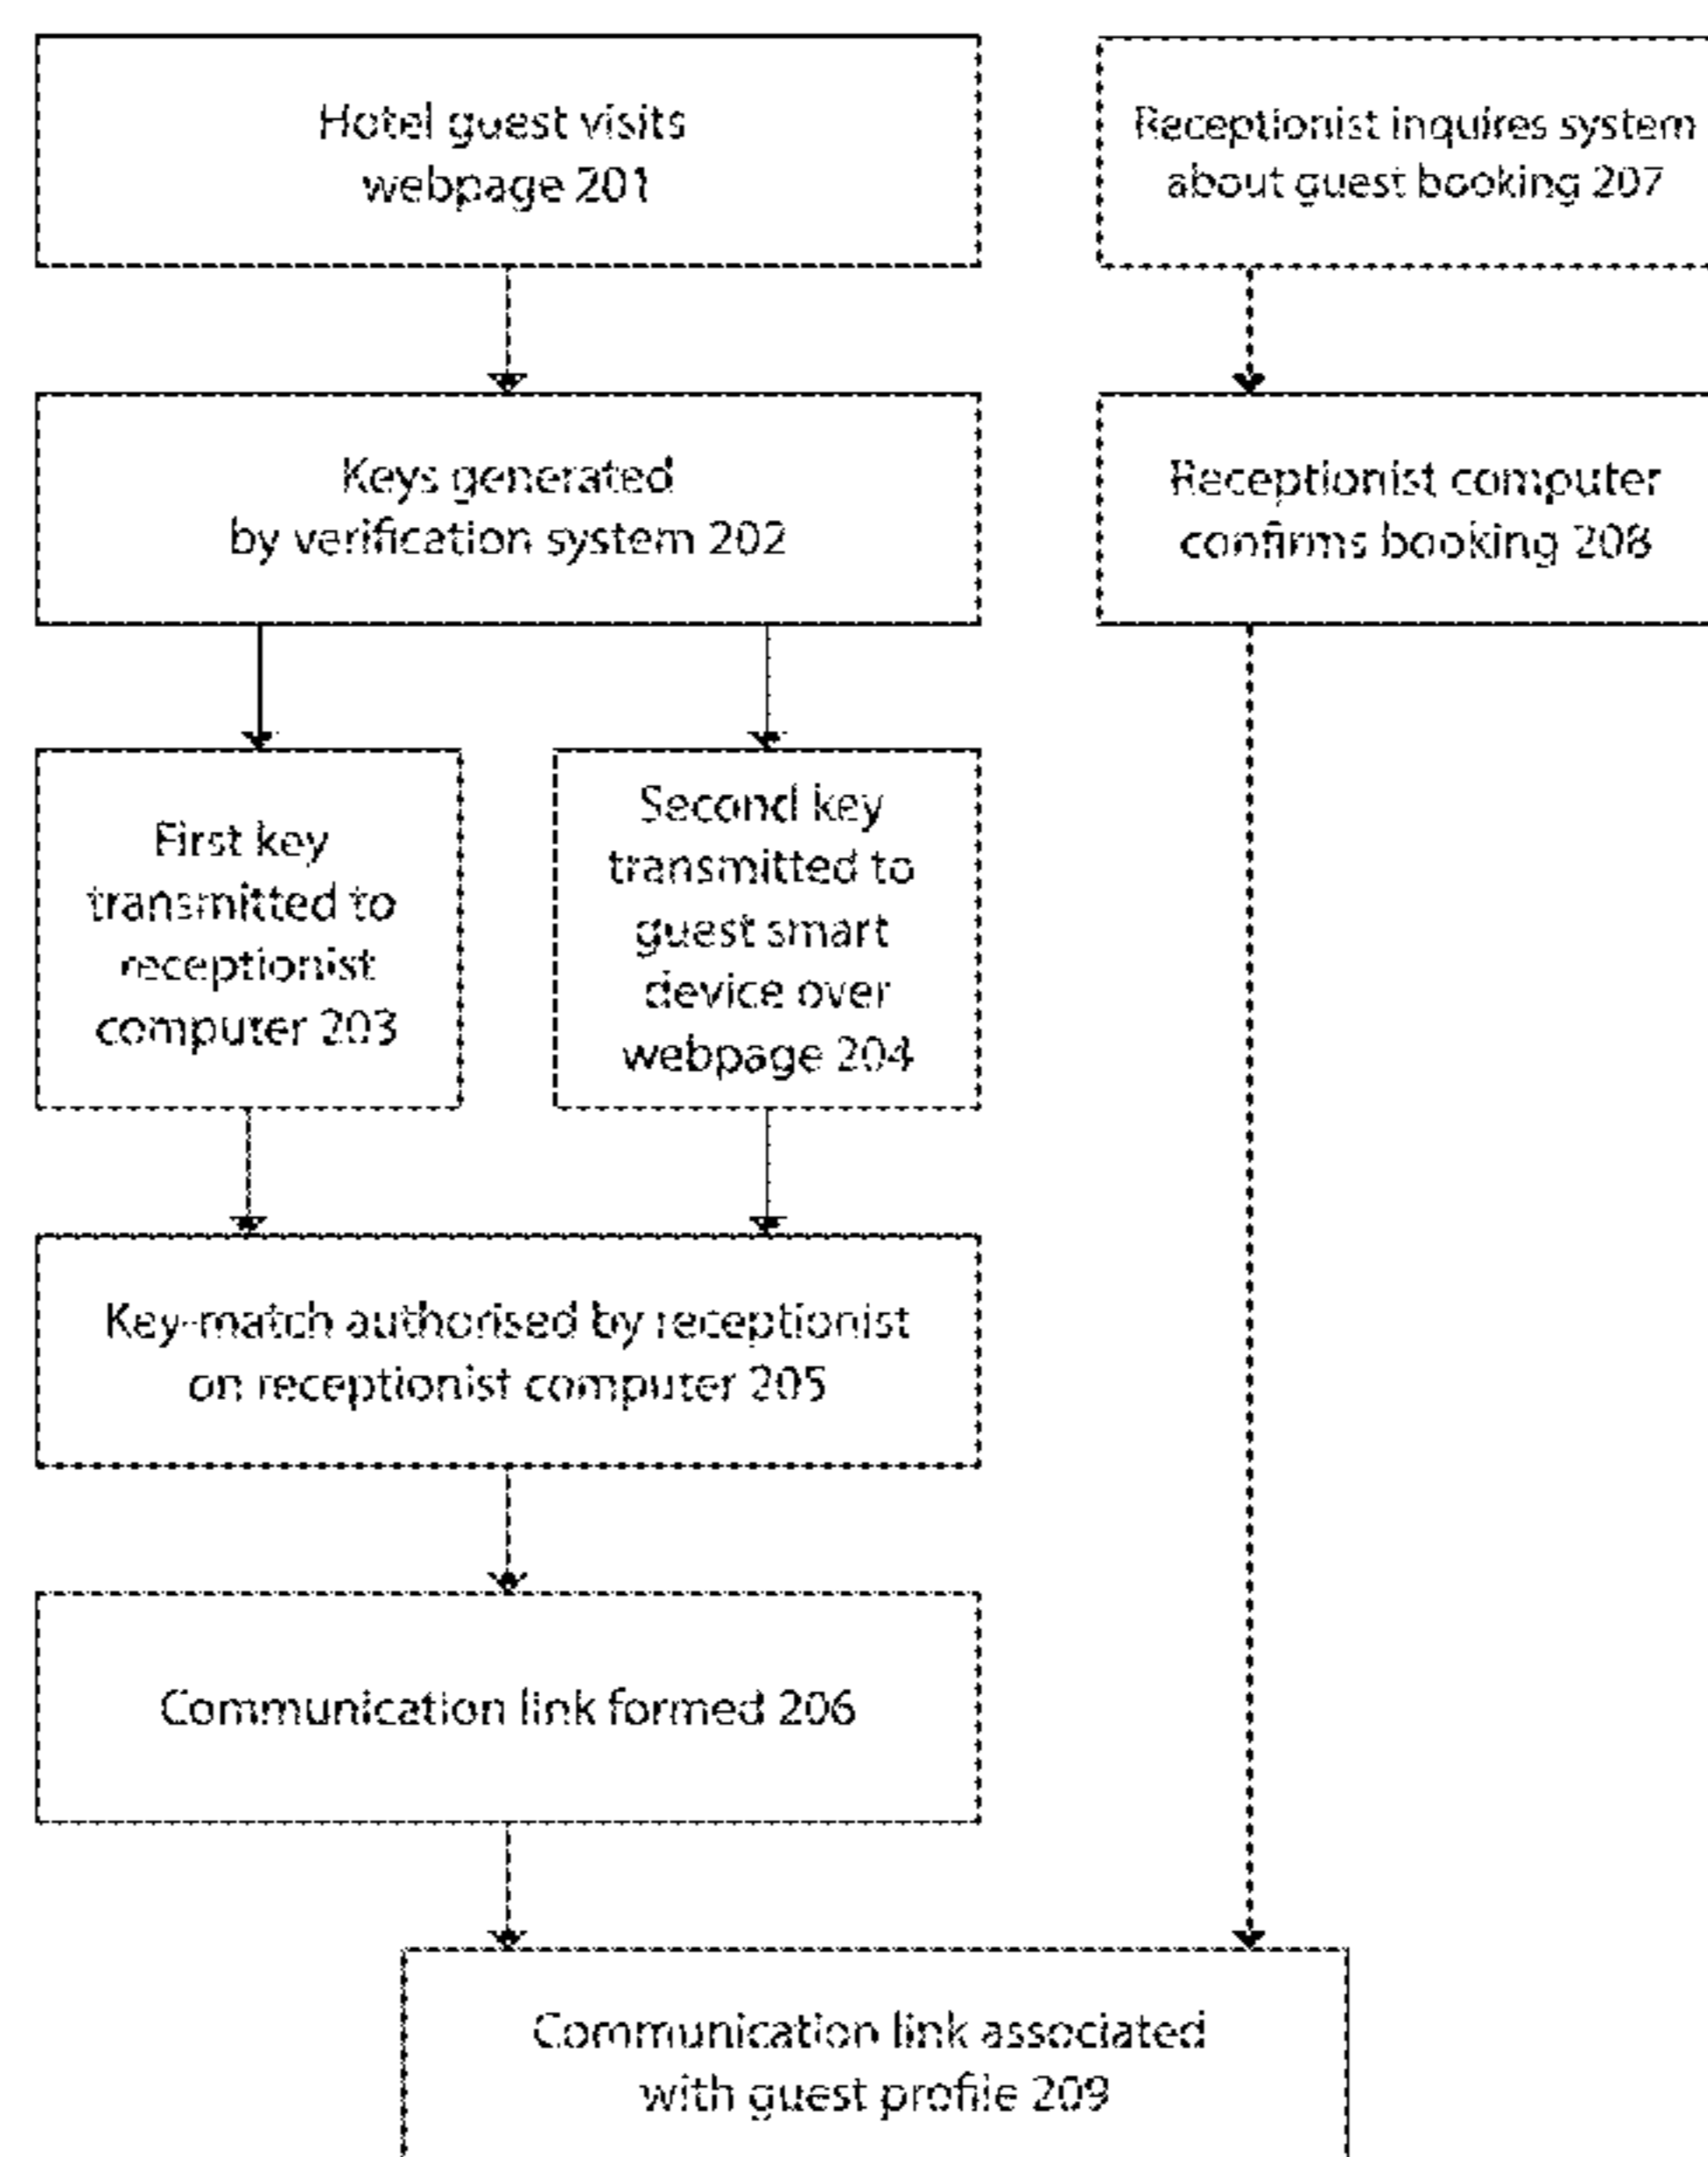 Hotel guest visits
webpage 201
Receptionist inquires system
about guest booking 207
Keys generated
by verification system 202
Receptionist computer
confirms booking 208
First key
transmitted to
receptionist
computer 203
Second key
transmitted to
guest smart
device over
webpage 204
Key-match authorised by receptionist
on receptionist computer 205
Communication link formed 206
Communication link associated
with guest profile 209